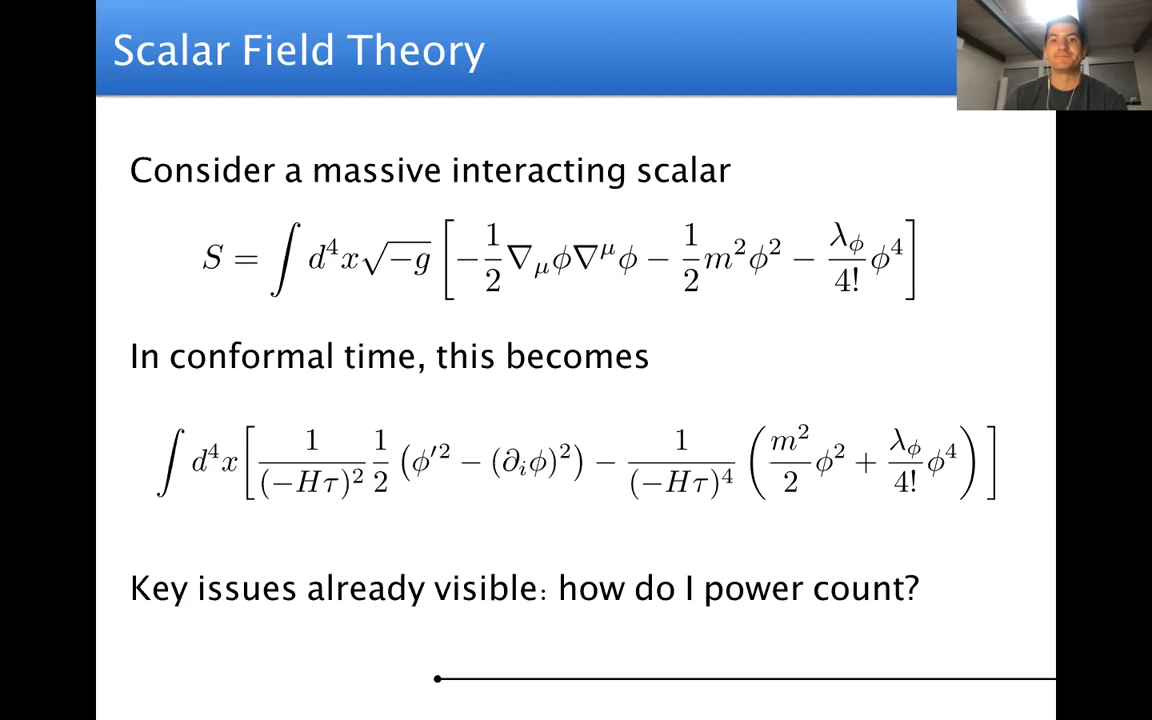 Scalar Field Theory
Consider a massive interacting scalar
S = ∫ d⁴x√−g [ −½ ∇_μφ∇^μφ − ½ m²φ² − λ_φ/4! φ⁴ ]
In conformal time, this becomes
∫ d⁴x [ 1/(−Hτ)² ½ (φ′² − (∂ᵢφ)²) − 1/(−Hτ)⁴ ( m²/2 φ² + λ_φ/4! φ⁴ ) ]
Key issues already visible: how do I power count?